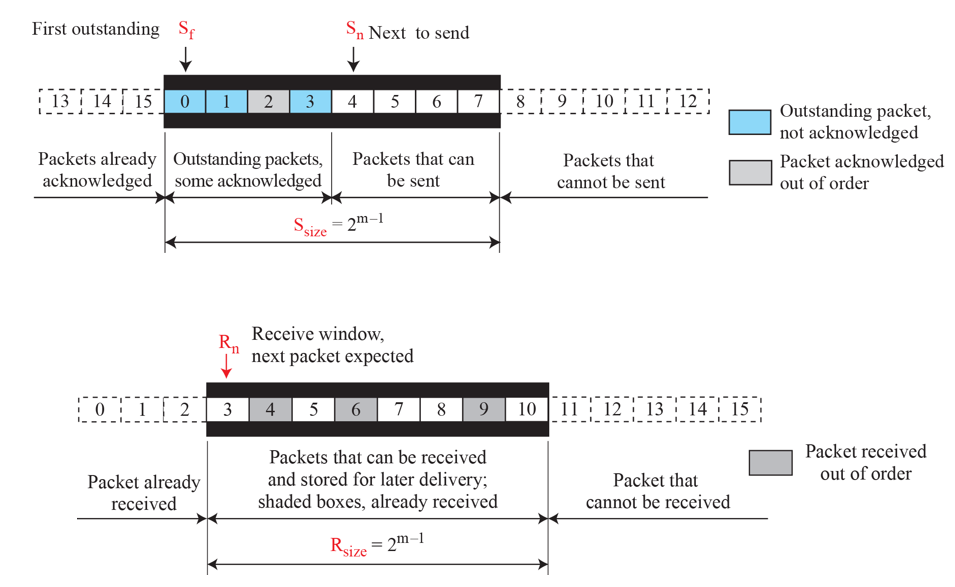 First outstanding S_f S_n Next to send
13 14 15 0 1 2 3 4 5 6 7 8 9 10 11 12
Outstanding packet,
not acknowledged
Packet acknowledged
out of order
Packets already
acknowledged
Outstanding packets,
some acknowledged
Packets that can
be sent
Packets that
cannot be sent
S_size = 2^m–1
R_n
Receive window,
next packet expected
0 1 2 3 4 5 6 7 8 9 10 11 12 13 14 15
Packet received
out of order
Packet already
received
Packets that can be received
and stored for later delivery;
shaded boxes, already received
Packet that
cannot be received
R_size = 2^m–1